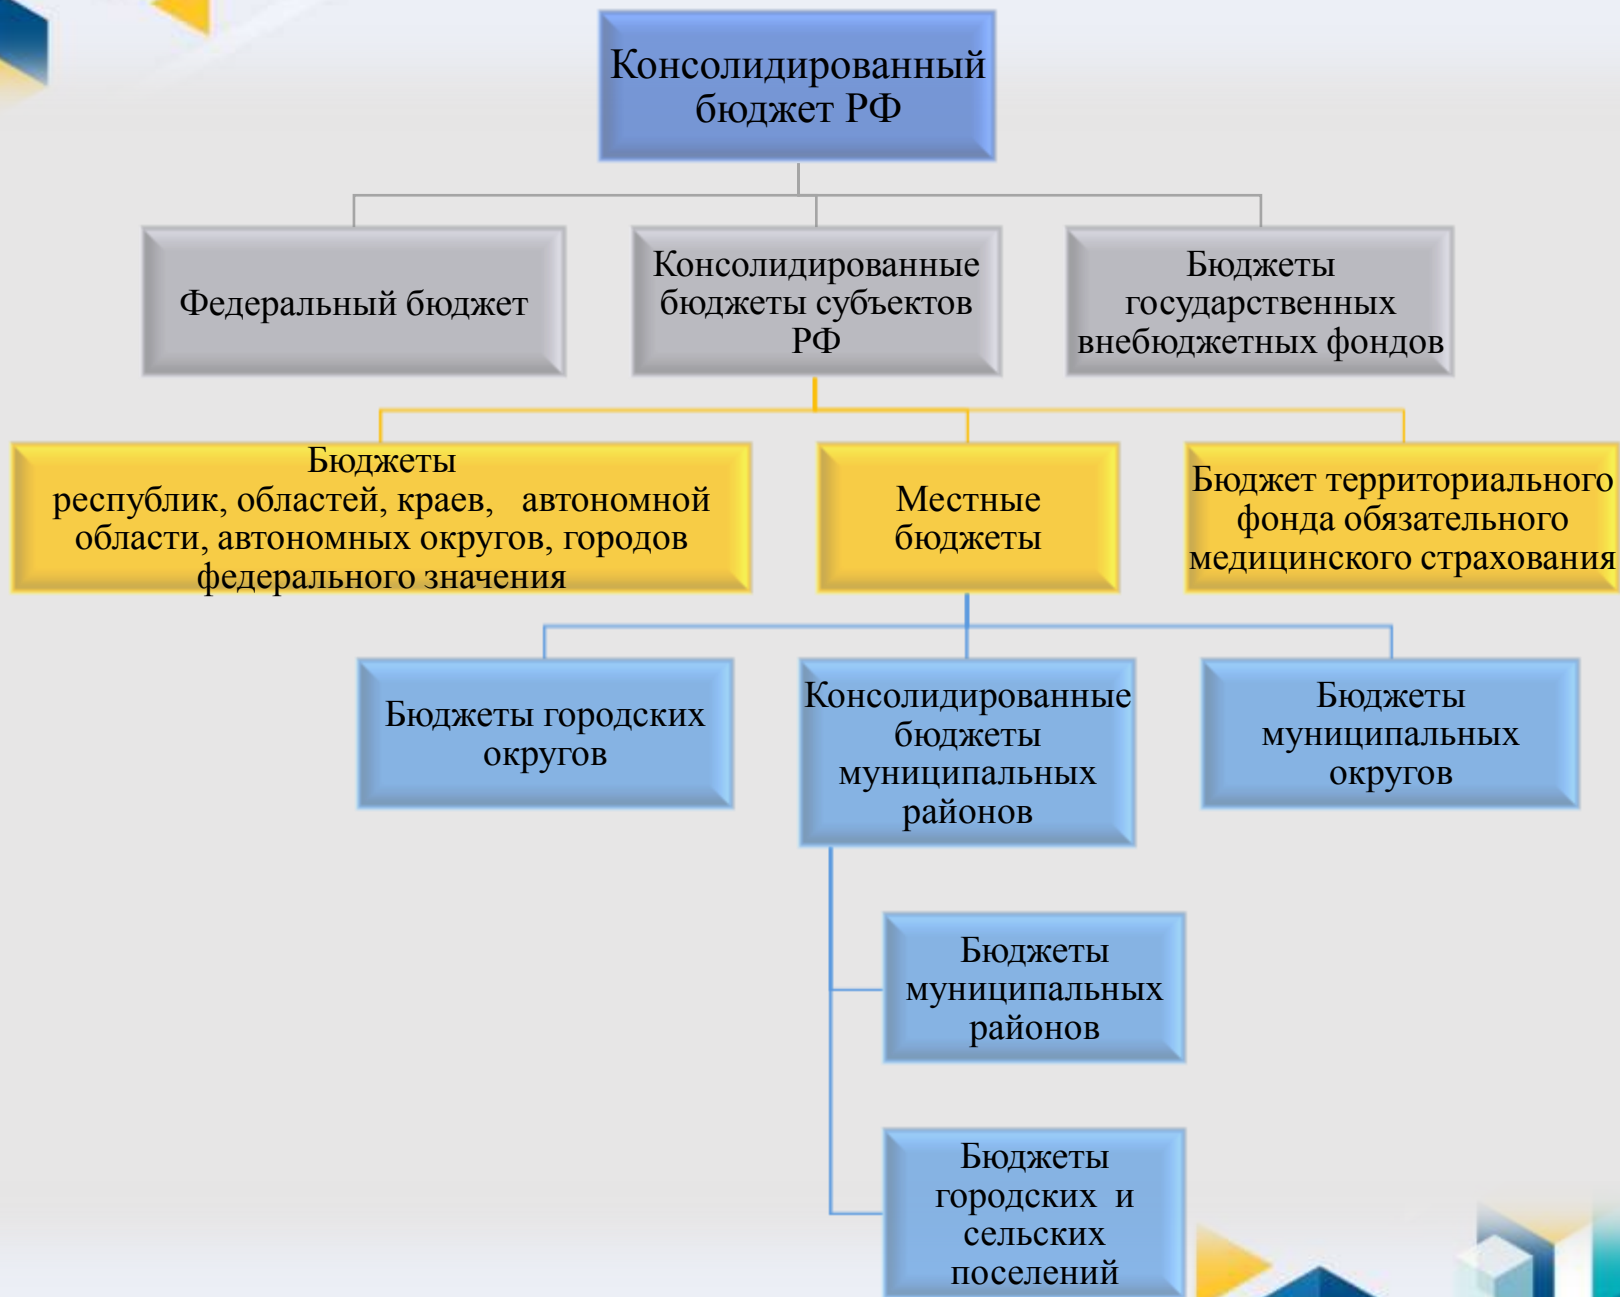 Консолидированный
бюджет РФ
Федеральный бюджет
Консолидированные
бюджеты субъектов
РФ
Бюджеты
государственных
внебюджетных фондов
Бюджеты
республик, областей, краев, автономной
области, автономных округов, городов
федерального значения
Местные
бюджеты
Бюджет территориального
фонда обязательного
медицинского страхования
Бюджеты городских
округов
Консолидированные
бюджеты
муниципальных
районов
Бюджеты
муниципальных
округов
Бюджеты
муниципальных
районов
Бюджеты
городских и
сельских
поселений